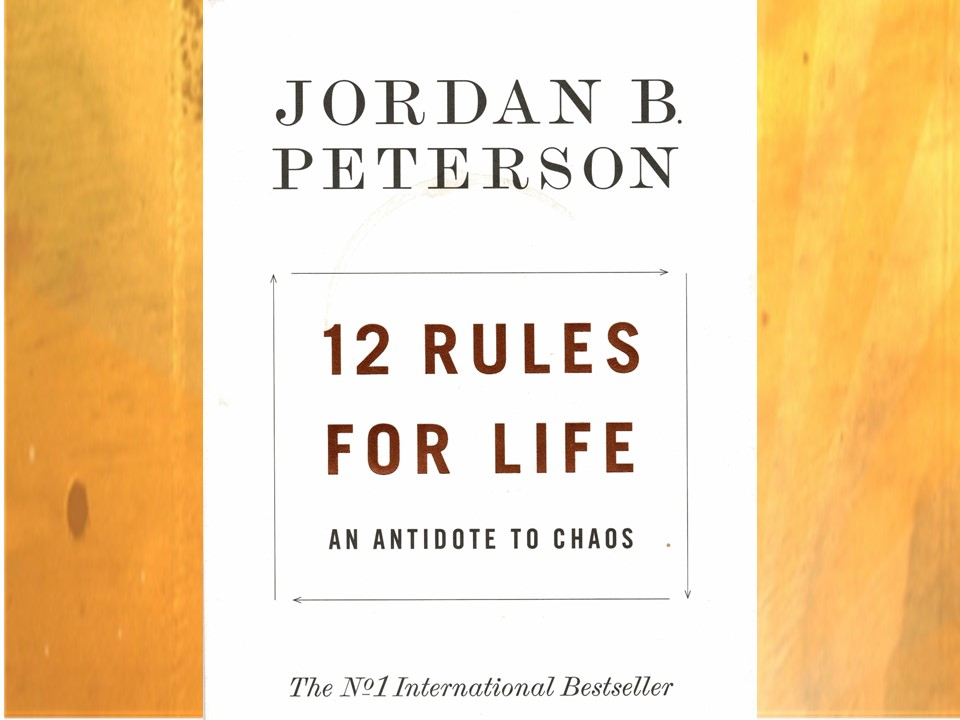 JORDAN B.
PETERSON
12 RULES
FOR LIFE
AN ANTIDOTE TO CHAOS
The Nº1 International Bestseller